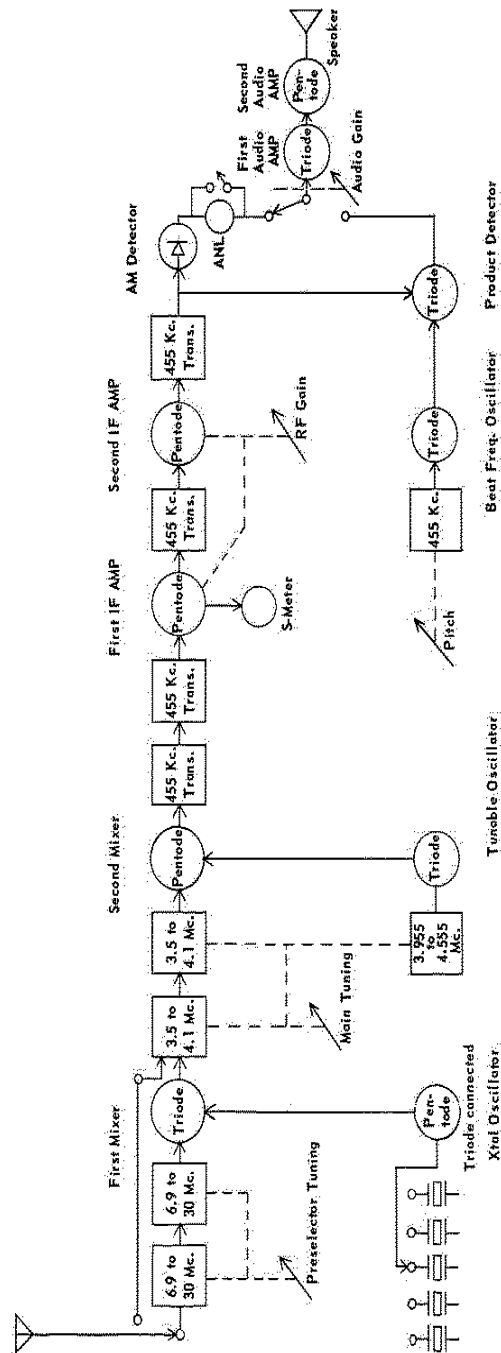 First Mixer
6.9 to
30 Mc.
6.9 to
30 Mc.
Triode
3.5 to
4.1 Mc.
3.5 to
4.1 Mc.
Preselector Tuning
Main Tuning
Pen-
tode
Triode connected
Xtal Oscillator
Second Mixer
Pentode
3.955
to
4.555
Mc.
Triode
Tunable Oscillator
455 Kc.
Trans.
455 Kc.
Trans.
First IF AMP
Pentode
S-Meter
455 Kc.
Trans.
Second IF AMP
Pentode
RF Gain
455 Kc.
Trans.
Pitch
455 Kc.
Triode
Beat Freq. Oscillator
Triode
Product Detector
AM Detector
ANL
First
Audio
AMP
Triode
Audio Gain
Second
Audio
AMP
Pen-
tode
Speaker